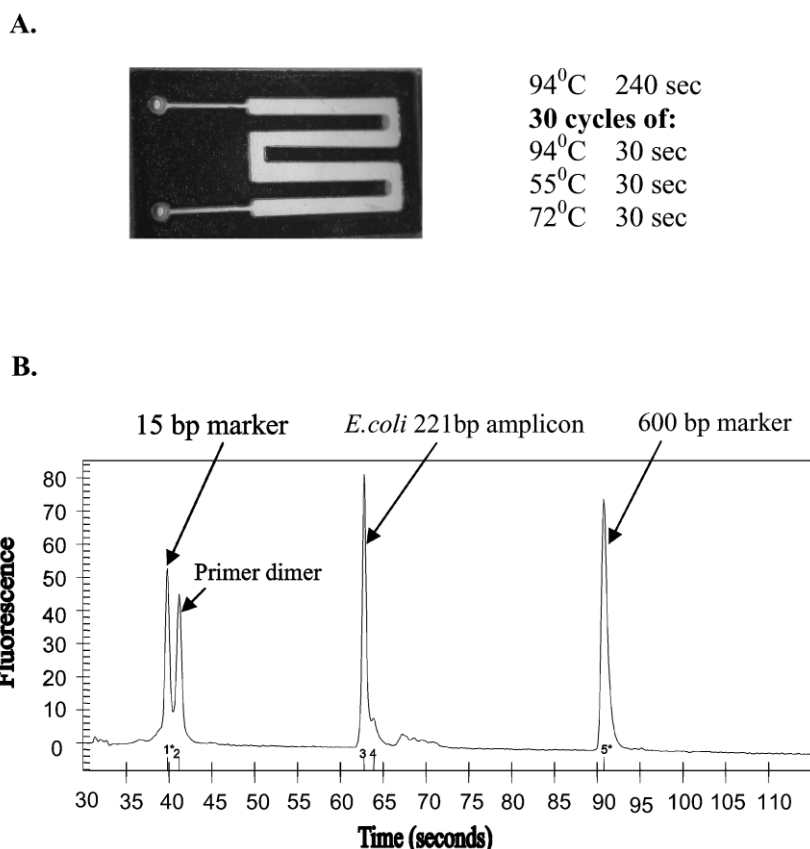 A.
94⁰C 240 sec
30 cycles of:
94⁰C 30 sec
55⁰C 30 sec
72⁰C 30 sec
B.
15 bp marker
E.coli 221bp amplicon
600 bp marker
Primer dimer
Fluorescence
80
70
60
50
40
30
20
10
0
1* 2 3 4 5*
30 35 40 45 50 55 60 65 70 75 80 85 90 95 100 105 110
Time (seconds)